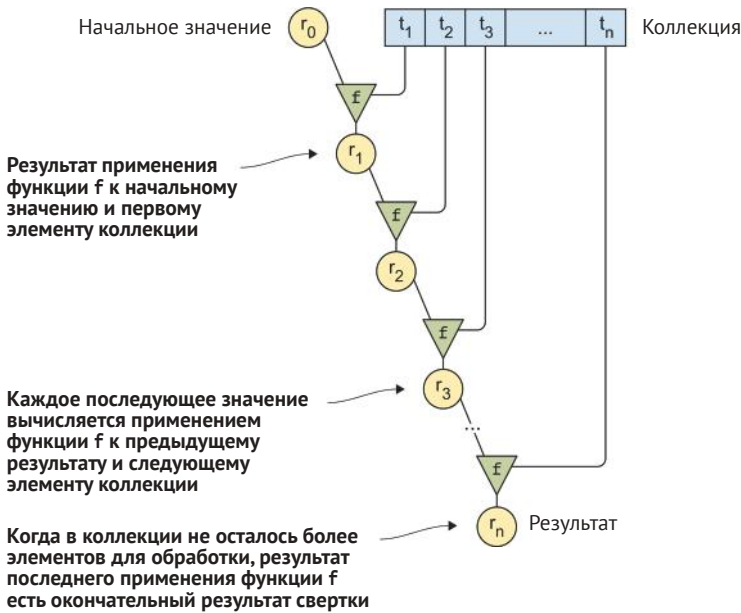 Начальное значение r0 t1 t2 t3 ... tn Коллекция
f
r1
Результат применения
функции f к начальному
значению и первому
элементу коллекции
f
r2
f
r3
Каждое последующее значение
вычисляется применением
функции f к предыдущему
результату и следующему
элементу коллекции
...
f
rn Результат
Когда в коллекции не осталось более
элементов для обработки, результат
последнего применения функции f
есть окончательный результат свертки